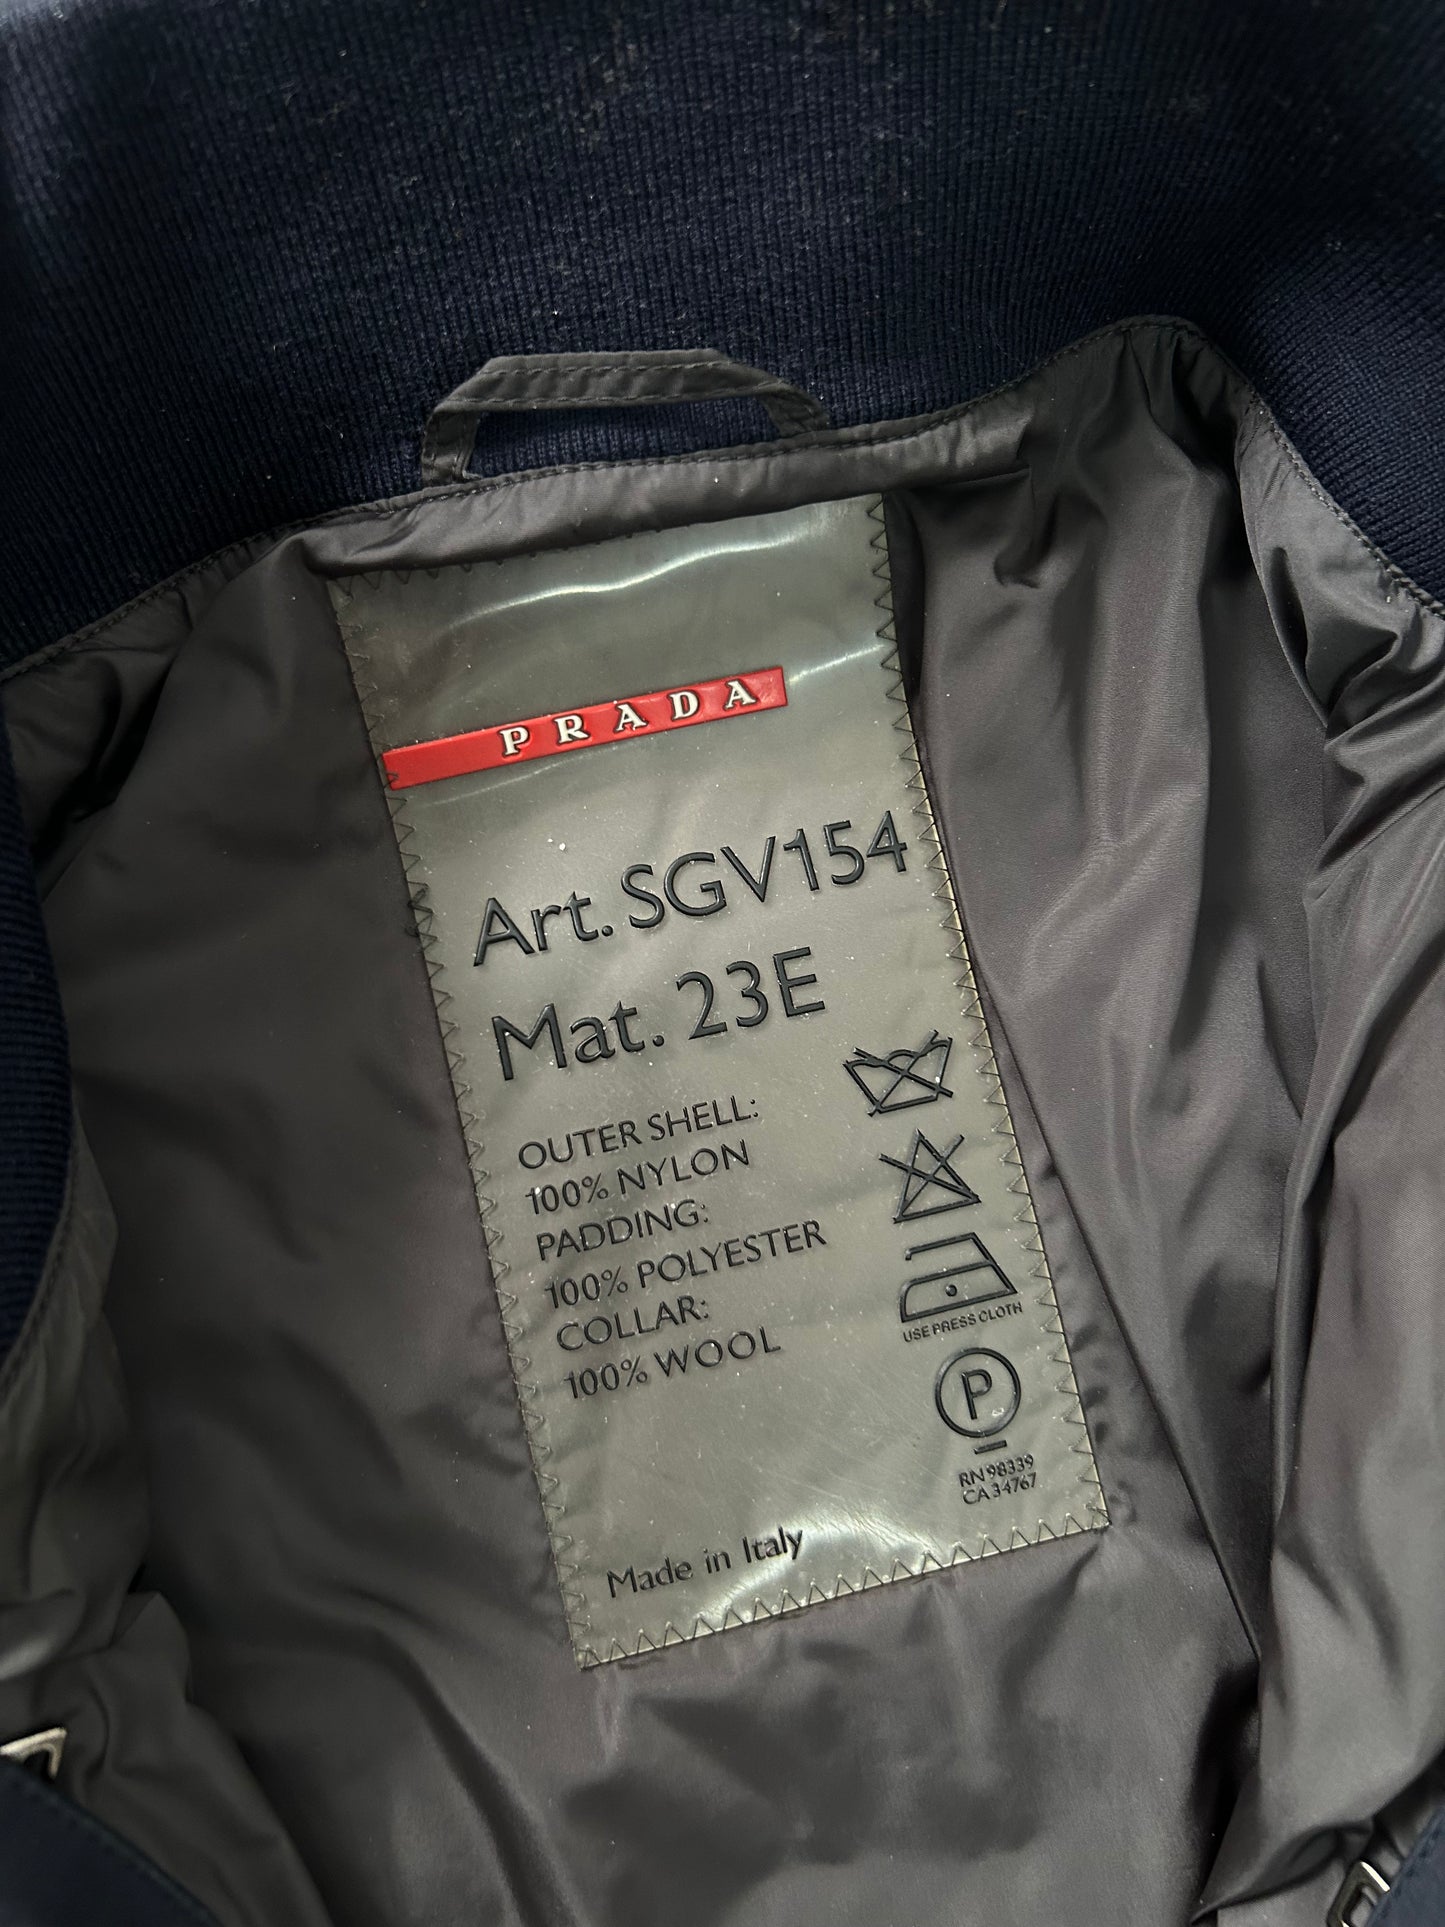 PRADA
Art. SGV154
Mat. 23E
OUTER SHELL:
100% NYLON
PADDING:
100% POLYESTER
COLLAR:
100% WOOL
USE PRESS CLOTH
P
RN 98339
CA 34767
Made in Italy